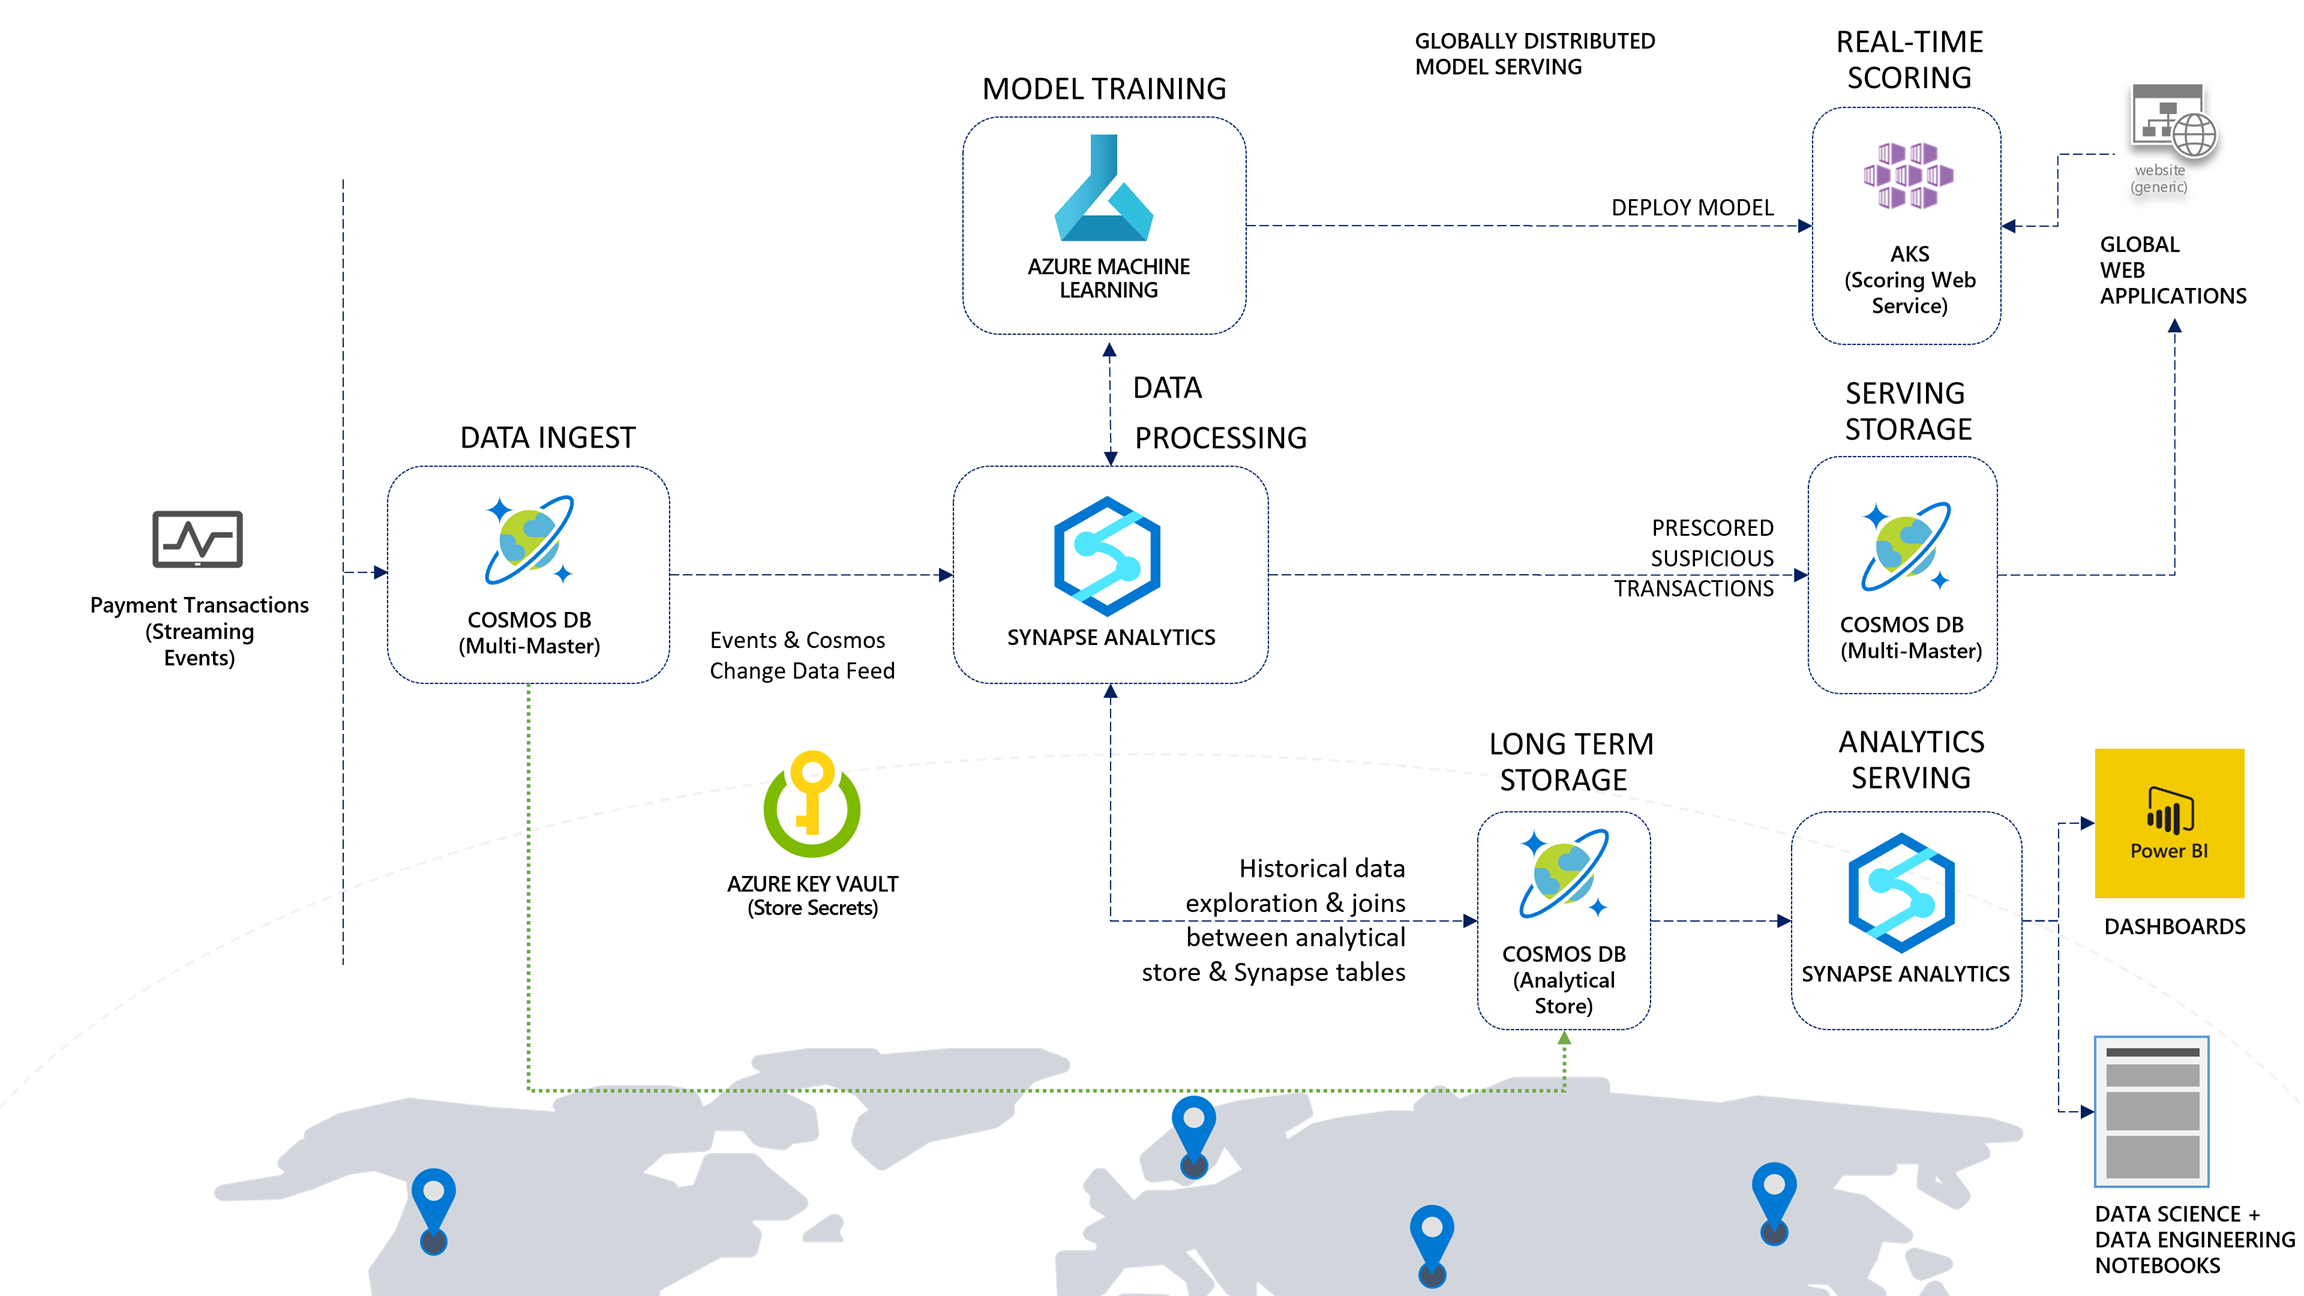 GLOBALLY DISTRIBUTED
MODEL SERVING
REAL-TIME
SCORING
MODEL TRAINING
AZURE MACHINE
LEARNING
DEPLOY MODEL
AKS
(Scoring Web
Service)
website
(generic)
GLOBAL
WEB
APPLICATIONS
DATA
PROCESSING
DATA INGEST
SERVING
STORAGE
Payment Transactions
(Streaming
Events)
COSMOS DB
(Multi-Master)
Events & Cosmos
Change Data Feed
SYNAPSE ANALYTICS
PRESCORED
SUSPICIOUS
TRANSACTIONS
COSMOS DB
(Multi-Master)
AZURE KEY VAULT
(Store Secrets)
Historical data
exploration & joins
between analytical
store & Synapse tables
LONG TERM
STORAGE
COSMOS DB
(Analytical
Store)
ANALYTICS
SERVING
SYNAPSE ANALYTICS
Power BI
DASHBOARDS
DATA SCIENCE +
DATA ENGINEERING
NOTEBOOKS